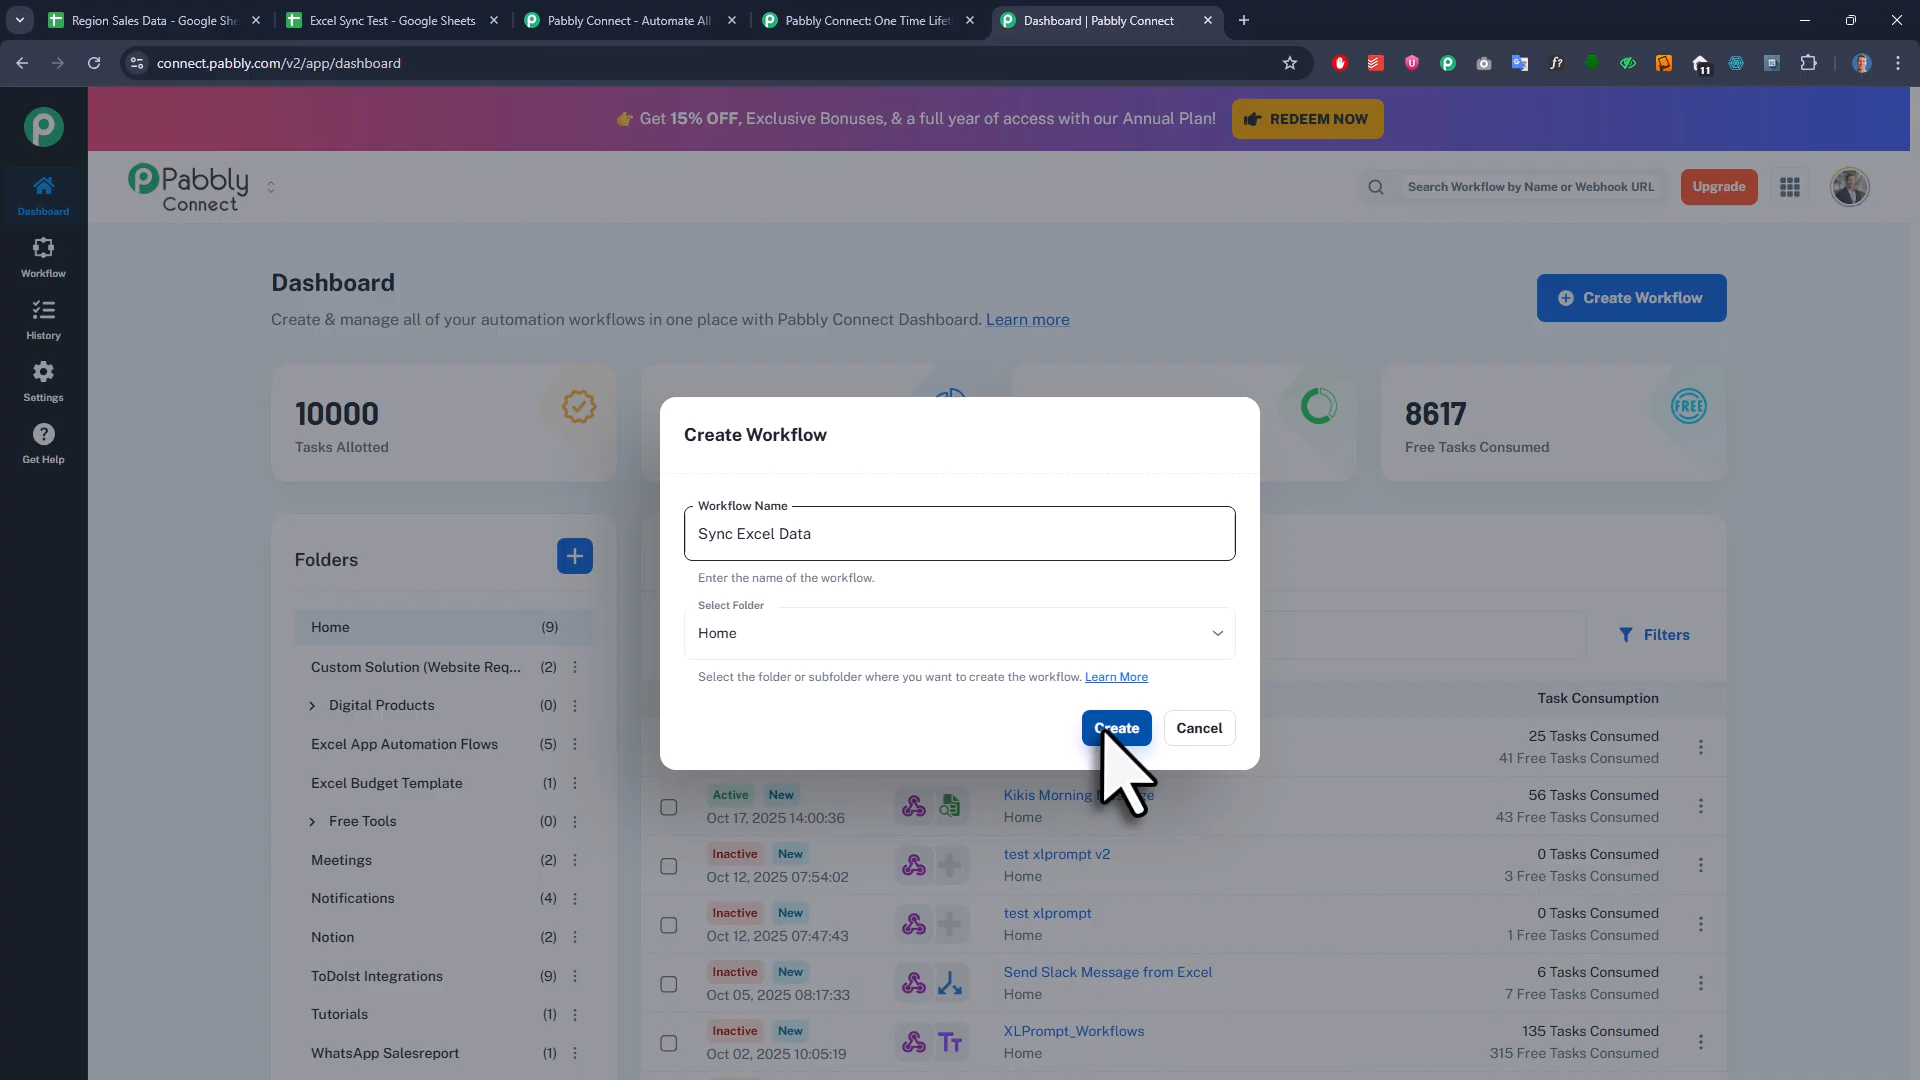 Region Sales Data - Google She
Excel Sync Test - Google Sheets
Pabbly Connect - Automate All
Pabbly Connect: One Time Lifet
Dashboard | Pabbly Connect
connect.pabbly.com/v2/app/dashboard
11
👉 Get 15% OFF, Exclusive Bonuses, & a full year of access with our Annual Plan!
REDEEM NOW
Pabbly
Connect
Search Workflow by Name or Webhook URL
Upgrade
Dashboard
Workflow
History
Settings
Get Help
Dashboard
Create & manage all of your automation workflows in one place with Pabbly Connect Dashboard. Learn more
Create Workflow
10000
Tasks Allotted
8617
Free Tasks Consumed
FREE
Create Workflow
Workflow Name
Sync Excel Data
Enter the name of the workflow.
Select Folder
Home
Select the folder or subfolder where you want to create the workflow. Learn More
Create
Cancel
Folders
Home (9)
Custom Solution (Website Req... (2)
Digital Products (0)
Excel App Automation Flows (5)
Excel Budget Template (1)
Free Tools (0)
Meetings (2)
Notifications (4)
Notion (2)
ToDoIst Integrations (9)
Tutorials (1)
WhatsApp Salesreport (1)
Filters
Task Consumption
25 Tasks Consumed
41 Free Tasks Consumed
Active New
Oct 17, 2025 14:00:36
Kikis Morning
Home
56 Tasks Consumed
43 Free Tasks Consumed
Inactive New
Oct 12, 2025 07:54:02
test xlprompt v2
Home
0 Tasks Consumed
3 Free Tasks Consumed
Inactive New
Oct 12, 2025 07:47:43
test xlprompt
Home
0 Tasks Consumed
1 Free Tasks Consumed
Inactive New
Oct 05, 2025 08:17:33
Send Slack Message from Excel
Home
6 Tasks Consumed
7 Free Tasks Consumed
Inactive New
Oct 02, 2025 10:05:19
XLPrompt_Workflows
Home
135 Tasks Consumed
315 Free Tasks Consumed